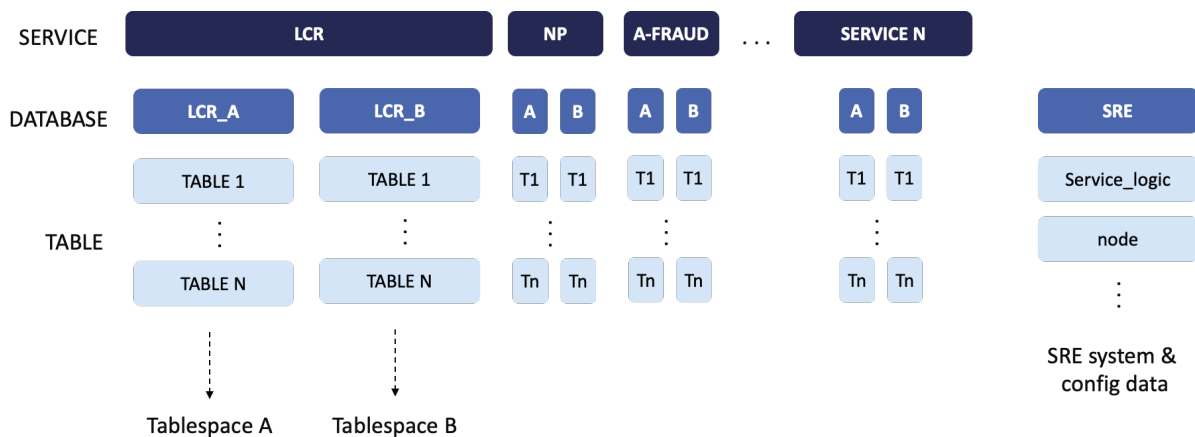 SERVICE
LCR
NP
A-FRAUD
...
SERVICE N
DATABASE
LCR_A
LCR_B
A
B
A
B
A
B
SRE
TABLE 1
TABLE 1
T1
T1
T1
T1
T1
T1
Service_logic
TABLE
node
TABLE N
TABLE N
Tn
Tn
Tn
Tn
Tn
Tn
SRE system &
config data
Tablespace A
Tablespace B